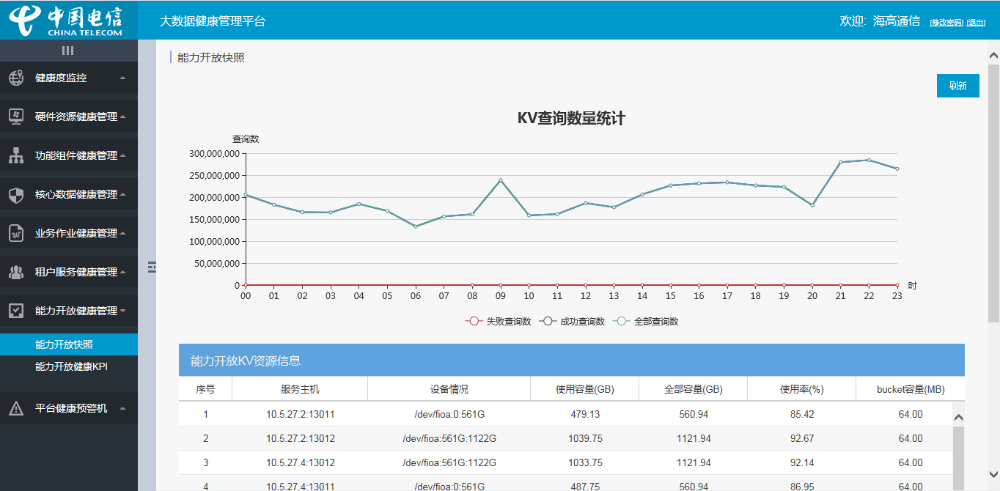 中国电信
CHINA TELECOM
大数据健康管理平台
欢迎: 海高通信 [修改密码] [退出]
健康度监控
硬件资源健康管理
功能组件健康管理
核心数据健康管理
业务作业健康管理
租户服务健康管理
能力开放健康管理
能力开放快照
能力开放健康KPI
平台健康预警机
能力开放快照
刷新
KV查询数量统计
查询数
300,000,000
250,000,000
200,000,000
150,000,000
100,000,000
50,000,000
0
00 01 02 03 04 05 06 07 08 09 10 11 12 13 14 15 16 17 18 19 20 21 22 23 时
失败查询数 成功查询数 全部查询数
能力开放KV资源信息
序号 服务主机 设备情况 使用容量(GB) 全部容量(GB) 使用率(%) bucket容量(MB)
1 10.5.27.2:13011 /dev/fioa:0:561G 479.13 560.94 85.42 64.00
2 10.5.27.2:13012 /dev/fioa:561G:1122G 1039.75 1121.94 92.67 64.00
3 10.5.27.4:13012 /dev/fioa:561G:1122G 1033.75 1121.94 92.14 64.00
4 10.5.27.4:13011 /dev/fioa:0:561G 487.75 560.94 86.95 64.00